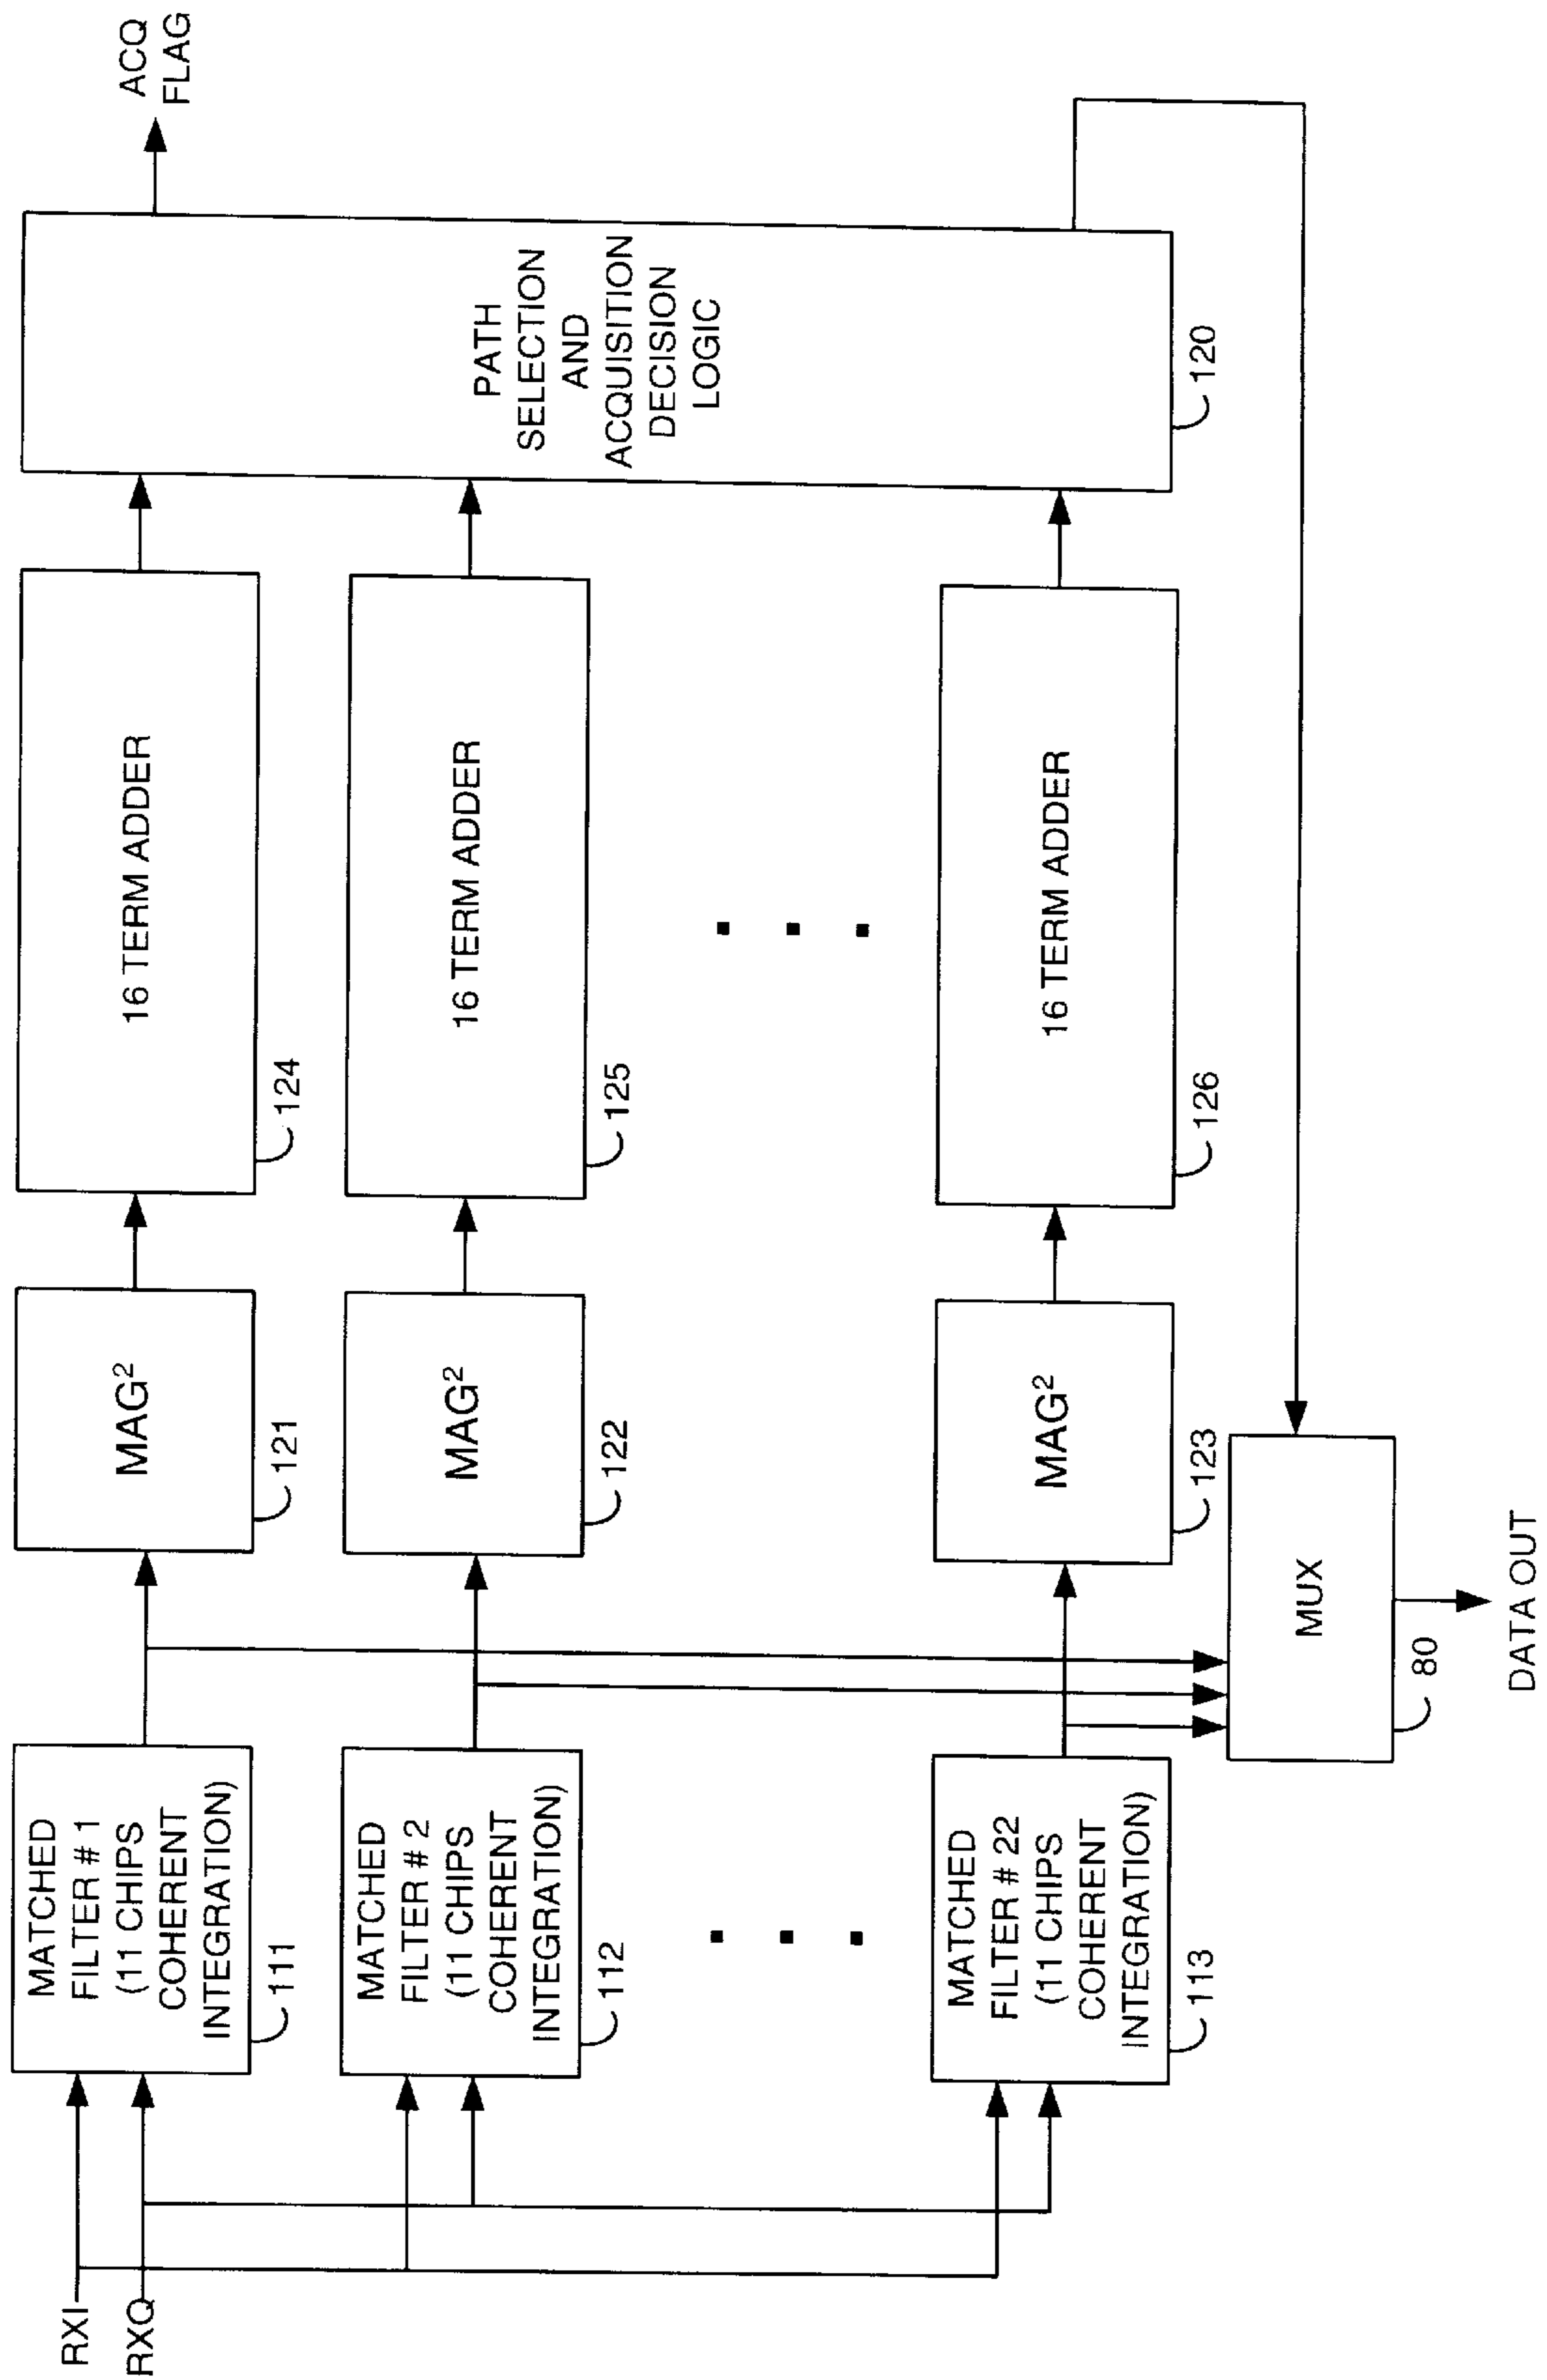 RXI
RXQ
MATCHED
FILTER # 1
(11 CHIPS
COHERENT
INTEGRATION)
111
MAG²
121
16 TERM ADDER
124
PATH
SELECTION
AND
ACQUISITION
DECISION
LOGIC
120
ACQ
FLAG
MATCHED
FILTER # 2
(11 CHIPS
COHERENT
INTEGRATION)
112
MAG²
122
16 TERM ADDER
125
MATCHED
FILTER # 22
(11 CHIPS
COHERENT
INTEGRATION)
113
MAG²
123
16 TERM ADDER
126
MUX
80
DATA OUT